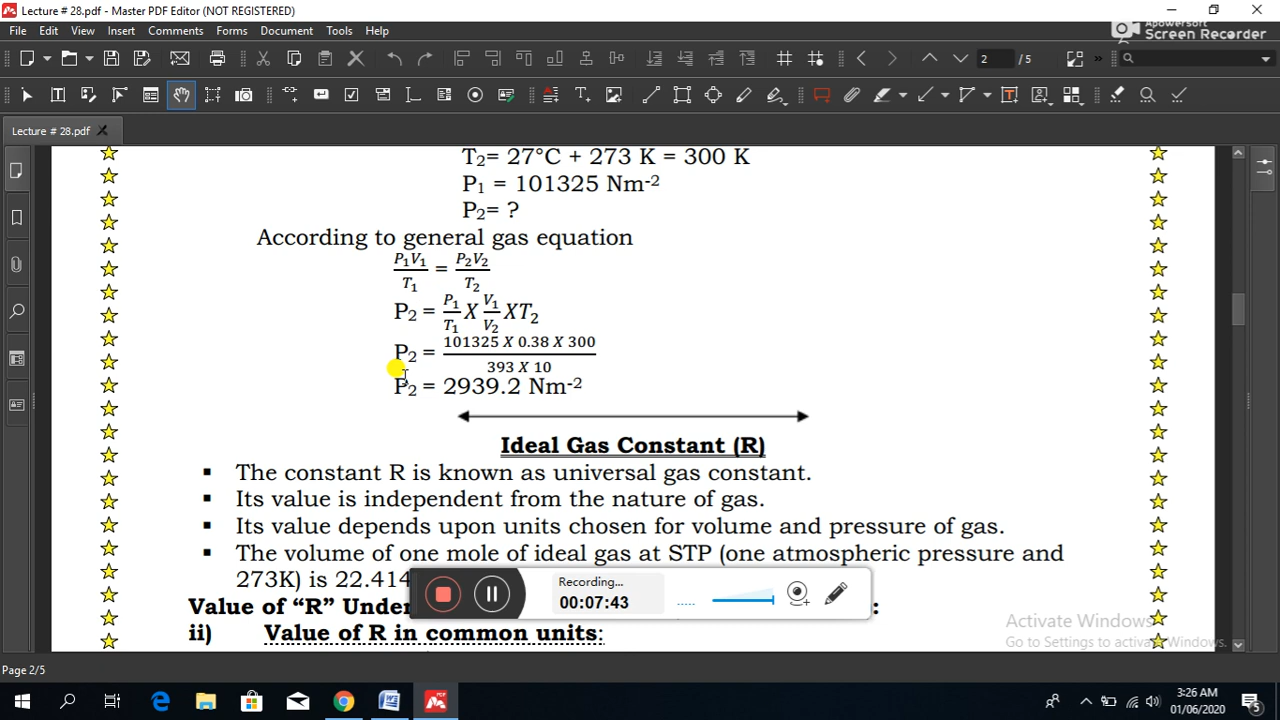 Lecture # 28.pdf - Master PDF Editor (NOT REGISTERED)
File Edit View Insert Comments Forms Document Tools Help
Apowersoft
Screen Recorder
2 / 5
Lecture # 28.pdf
T₂= 27°C + 273 K = 300 K
P₁ = 101325 Nm⁻²
P₂= ?
According to general gas equation
P₁V₁/T₁ = P₂V₂/T₂
P₂ = P₁/T₁ X V₁/V₂ XT₂
P₂ = 101325 X 0.38 X 300 / 393 X 10
P₂ = 2939.2 Nm⁻²
Ideal Gas Constant (R)
▪ The constant R is known as universal gas constant.
▪ Its value is independent from the nature of gas.
▪ Its value depends upon units chosen for volume and pressure of gas.
▪ The volume of one mole of ideal gas at STP (one atmospheric pressure and
273K) is 22.414
Recording...
00:07:43
Value of “R” Under :
ii) Value of R in common units:
Activate Windows
Go to Settings to activate Windows.
Page 2/5
3:26 AM
01/06/2020
5